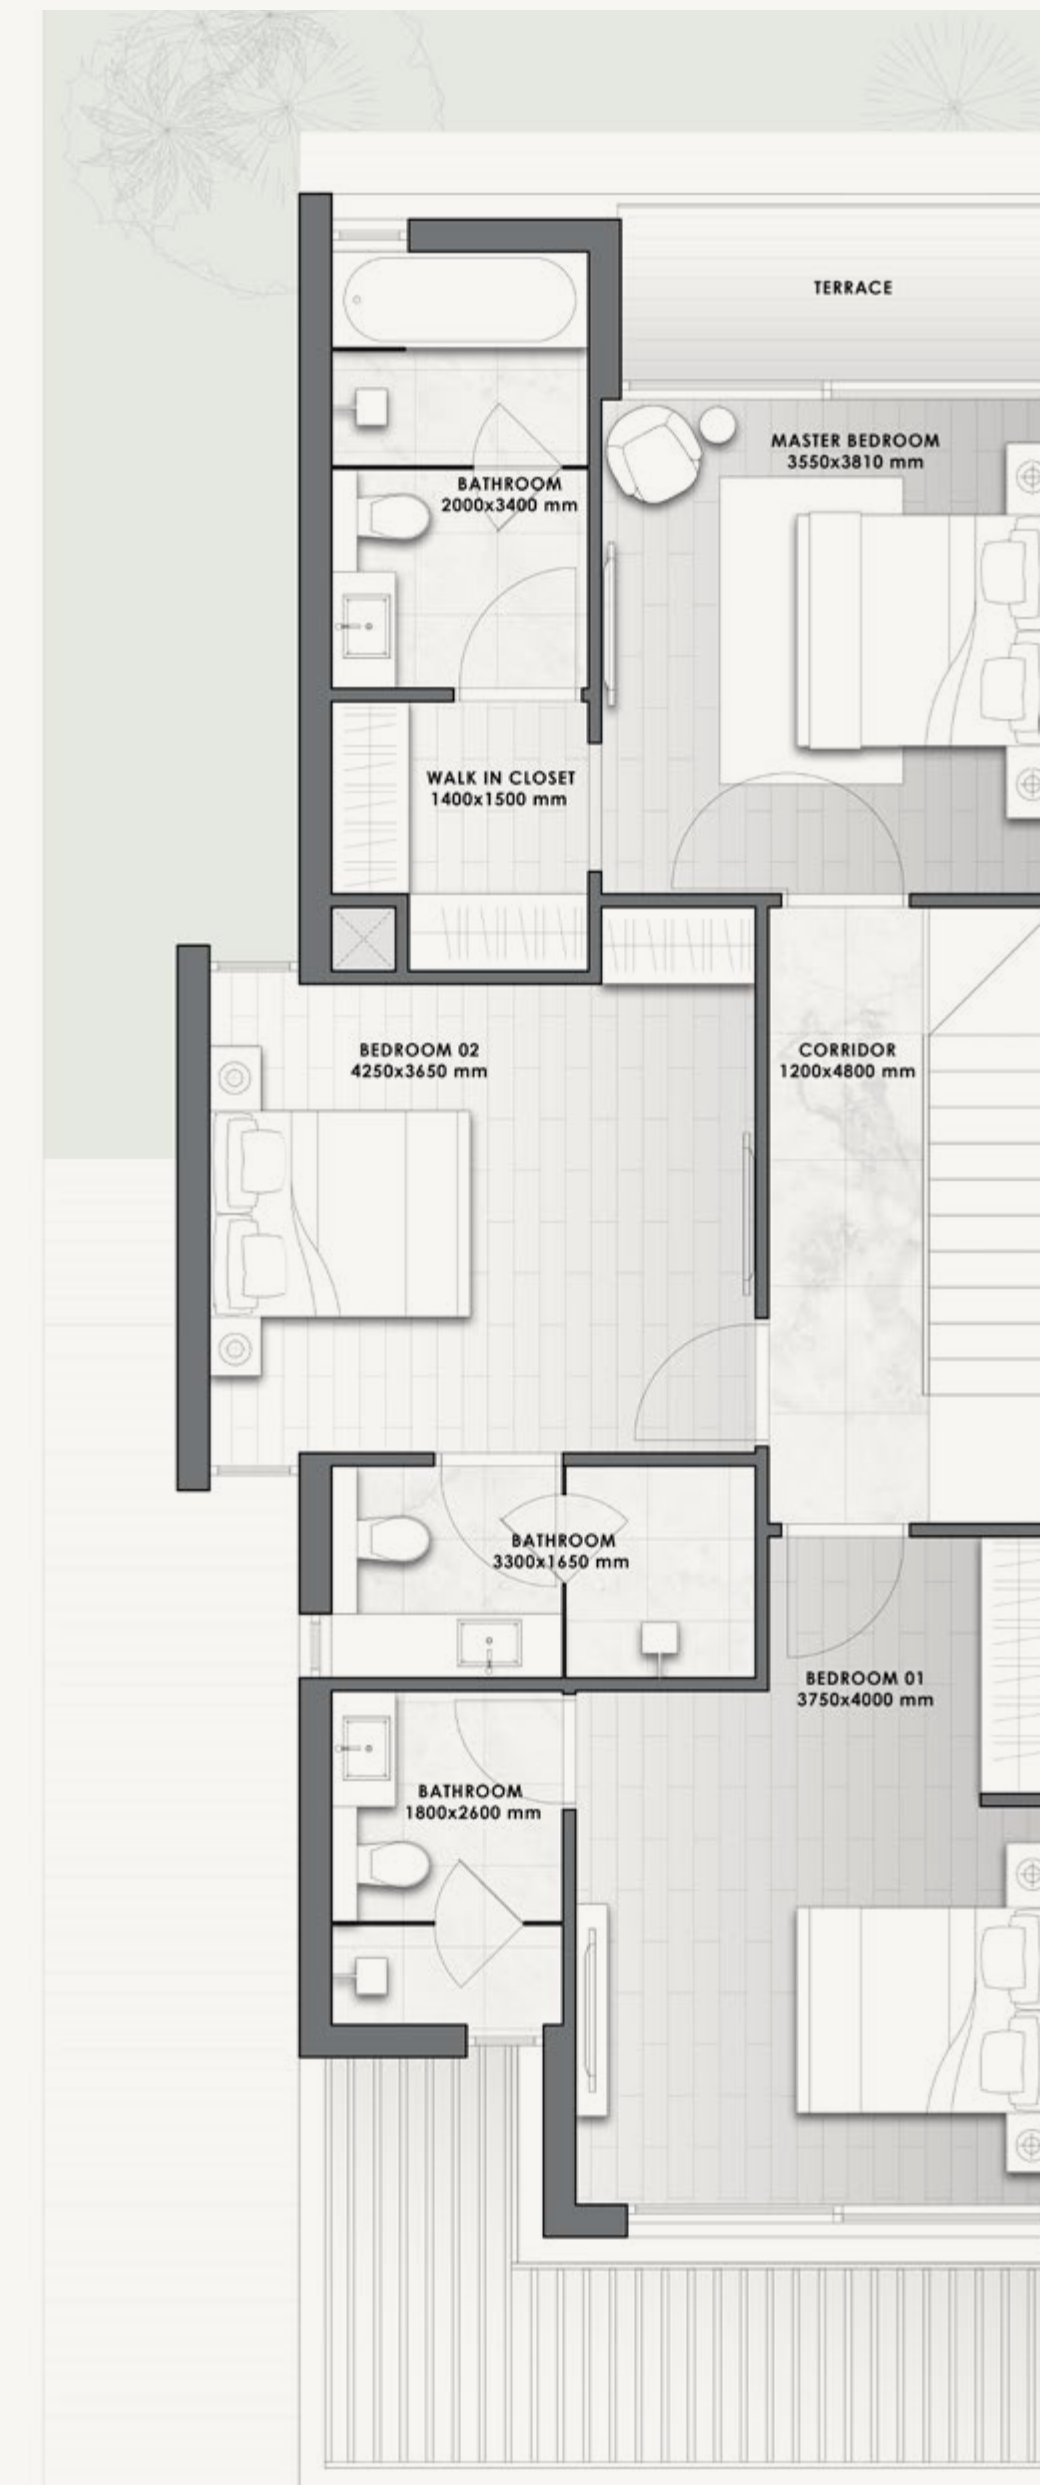 TERRACE
MASTER BEDROOM
3550x3810 mm
BATHROOM
2000x3400 mm
WALK IN CLOSET
1400x1500 mm
BEDROOM 02
4250x3650 mm
CORRIDOR
1200x4800 mm
BATHROOM
3300x1650 mm
BEDROOM 01
3750x4000 mm
BATHROOM
1800x2600 mm